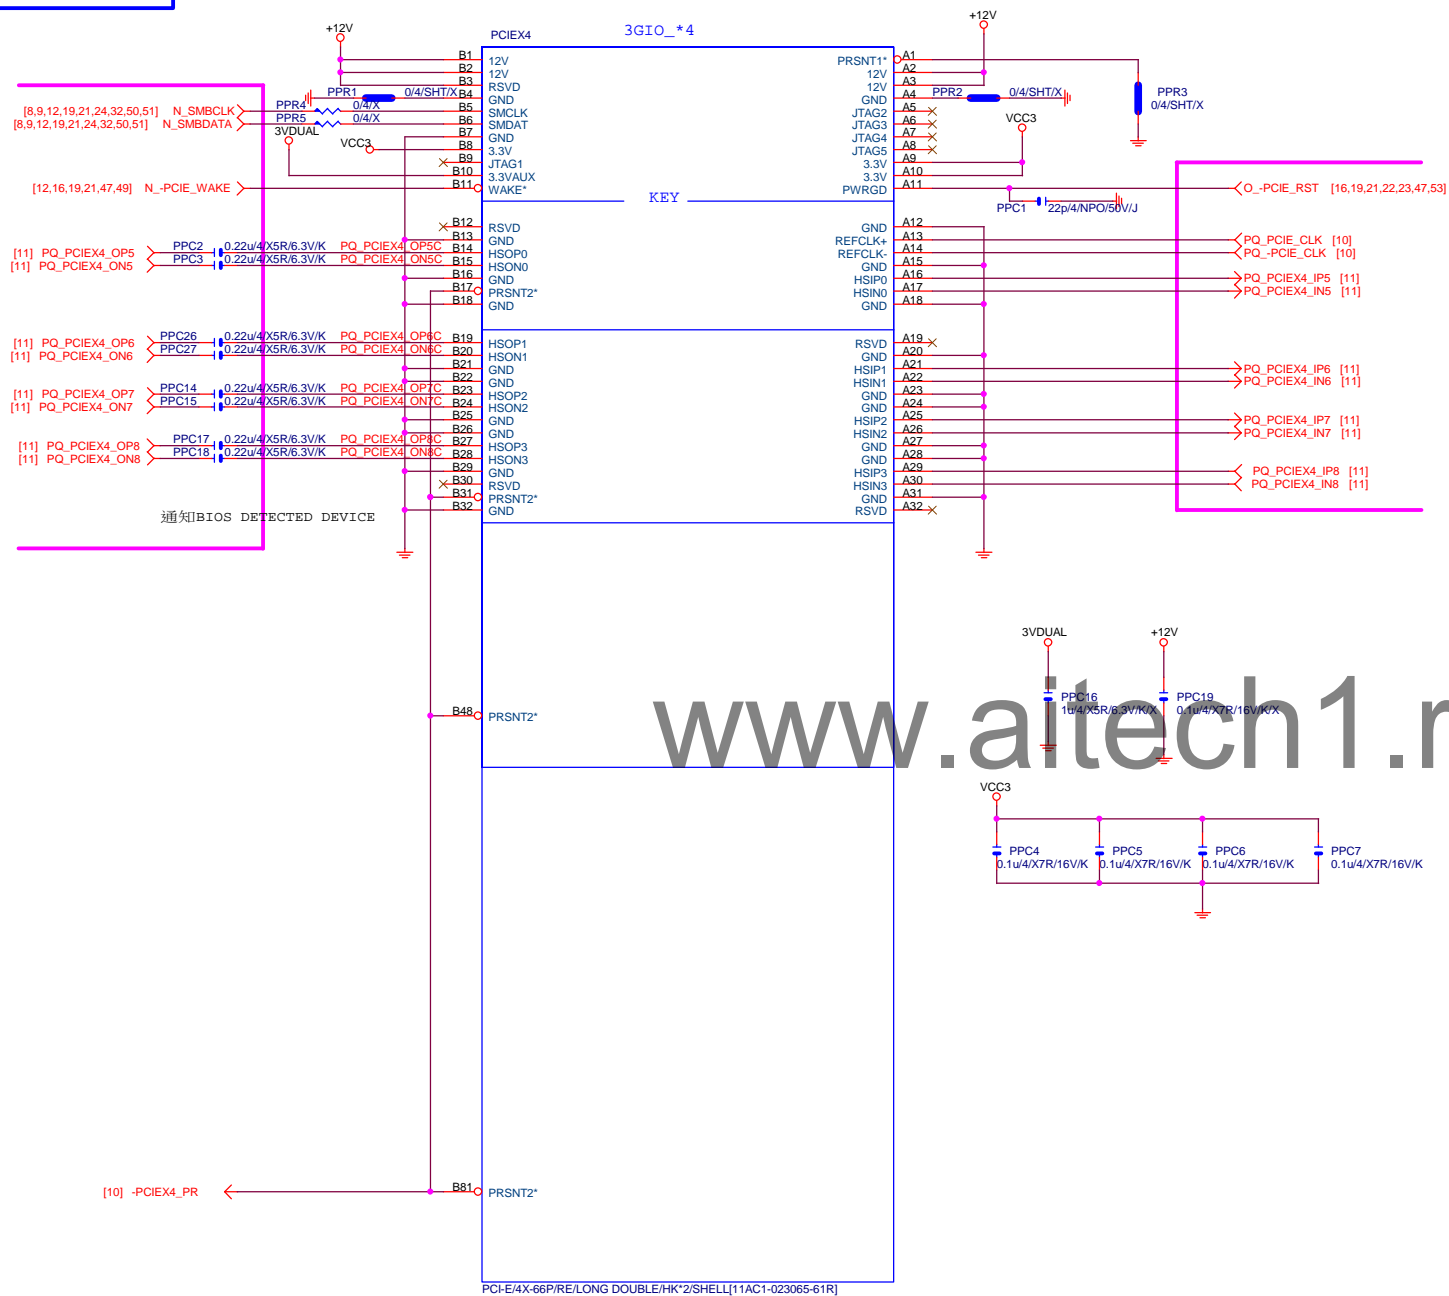 +12V
PCIEX4
3GIO_*4
+12V
B1 12V
B2 12V
B3 RSVD
PPR1 0/4/SHT/X B4 GND
[8,9,12,19,21,24,32,50,51] N_SMBCLK PPR4 0/4/X B5 SMCLK
[8,9,12,19,21,24,32,50,51] N_SMBDATA PPR5 0/4/X B6 SMDAT
3VDUAL B7 GND
VCC3 B8 3.3V
B9 JTAG1
B10 3.3VAUX
[12,16,19,21,47,49] N_-PCIE_WAKE B11 WAKE*
PRSNT1* A1
12V A2
12V A3
GND A4 PPR2 0/4/SHT/X
JTAG2 A5
JTAG3 A6
JTAG4 A7
JTAG5 A8
3.3V A9
3.3V A10
PWRGD A11
VCC3
PPR3
0/4/SHT/X
O_-PCIE_RST [16,19,21,22,23,47,53]
PPC1 22p/4/NPO/50V/J
KEY
B12 RSVD
B13 GND
[11] PQ_PCIEX4_OP5 PPC2 0.22u/4/X5R/6.3V/K PQ_PCIEX4_OP5C B14 HSOP0
[11] PQ_PCIEX4_ON5 PPC3 0.22u/4/X5R/6.3V/K PQ_PCIEX4_ON5C B15 HSON0
B16 GND
B17 PRSNT2*
B18 GND
GND A12
REFCLK+ A13 PQ_PCIE_CLK [10]
REFCLK- A14 PQ_-PCIE_CLK [10]
GND A15
HSIP0 A16 PQ_PCIEX4_IP5 [11]
HSIN0 A17 PQ_PCIEX4_IN5 [11]
GND A18
[11] PQ_PCIEX4_OP6 PPC26 0.22u/4/X5R/6.3V/K PQ_PCIEX4_OP6C B19 HSOP1
[11] PQ_PCIEX4_ON6 PPC27 0.22u/4/X5R/6.3V/K PQ_PCIEX4_ON6C B20 HSON1
B21 GND
B22 GND
[11] PQ_PCIEX4_OP7 PPC14 0.22u/4/X5R/6.3V/K PQ_PCIEX4_OP7C B23 HSOP2
[11] PQ_PCIEX4_ON7 PPC15 0.22u/4/X5R/6.3V/K PQ_PCIEX4_ON7C B24 HSON2
B25 GND
B26 GND
[11] PQ_PCIEX4_OP8 PPC17 0.22u/4/X5R/6.3V/K PQ_PCIEX4_OP8C B27 HSOP3
[11] PQ_PCIEX4_ON8 PPC18 0.22u/4/X5R/6.3V/K PQ_PCIEX4_ON8C B28 HSON3
B29 GND
B30 RSVD
B31 PRSNT2*
B32 GND
通知BIOS DETECTED DEVICE
RSVD A19
GND A20
HSIP1 A21 PQ_PCIEX4_IP6 [11]
HSIN1 A22 PQ_PCIEX4_IN6 [11]
GND A23
GND A24
HSIP2 A25 PQ_PCIEX4_IP7 [11]
HSIN2 A26 PQ_PCIEX4_IN7 [11]
GND A27
GND A28
HSIP3 A29 PQ_PCIEX4_IP8 [11]
HSIN3 A30 PQ_PCIEX4_IN8 [11]
GND A31
RSVD A32
3VDUAL
+12V
B48 PRSNT2*
PPC16
1u/4/X5R/6.3V/K/X
PPC19
0.1u/4/X7R/16V/K/X
www.aitech1.r
VCC3
PPC4
0.1u/4/X7R/16V/K
PPC5
0.1u/4/X7R/16V/K
PPC6
0.1u/4/X7R/16V/K
PPC7
0.1u/4/X7R/16V/K
[10] -PCIEX4_PR B81 PRSNT2*
PCI-E/4X-66P/RE/LONG DOUBLE/HK*2/SHELL[11AC1-023065-61R]